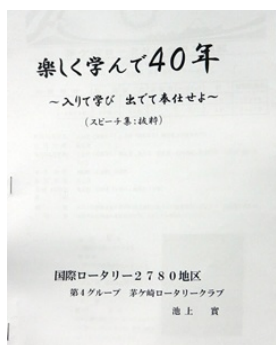 楽しく学んで40年
～入りて学び 出でて奉仕せよ～
(スピーチ集:抜粋)
国際ロータリー2780地区
第4グループ 茅ケ崎ロータリークラブ
池上 實